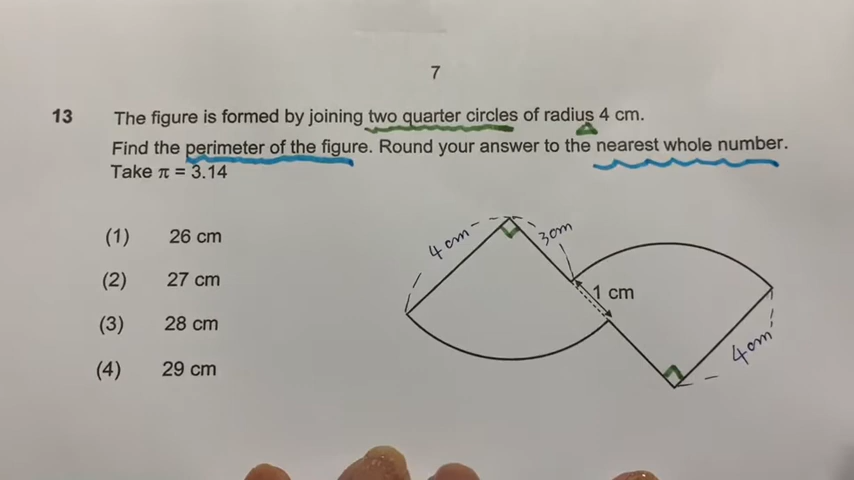 7
13 The figure is formed by joining two quarter circles of radius 4 cm.
Find the perimeter of the figure. Round your answer to the nearest whole number.
Take π = 3.14
(1) 26 cm
(2) 27 cm
(3) 28 cm
(4) 29 cm
4cm
3cm
1 cm
4cm